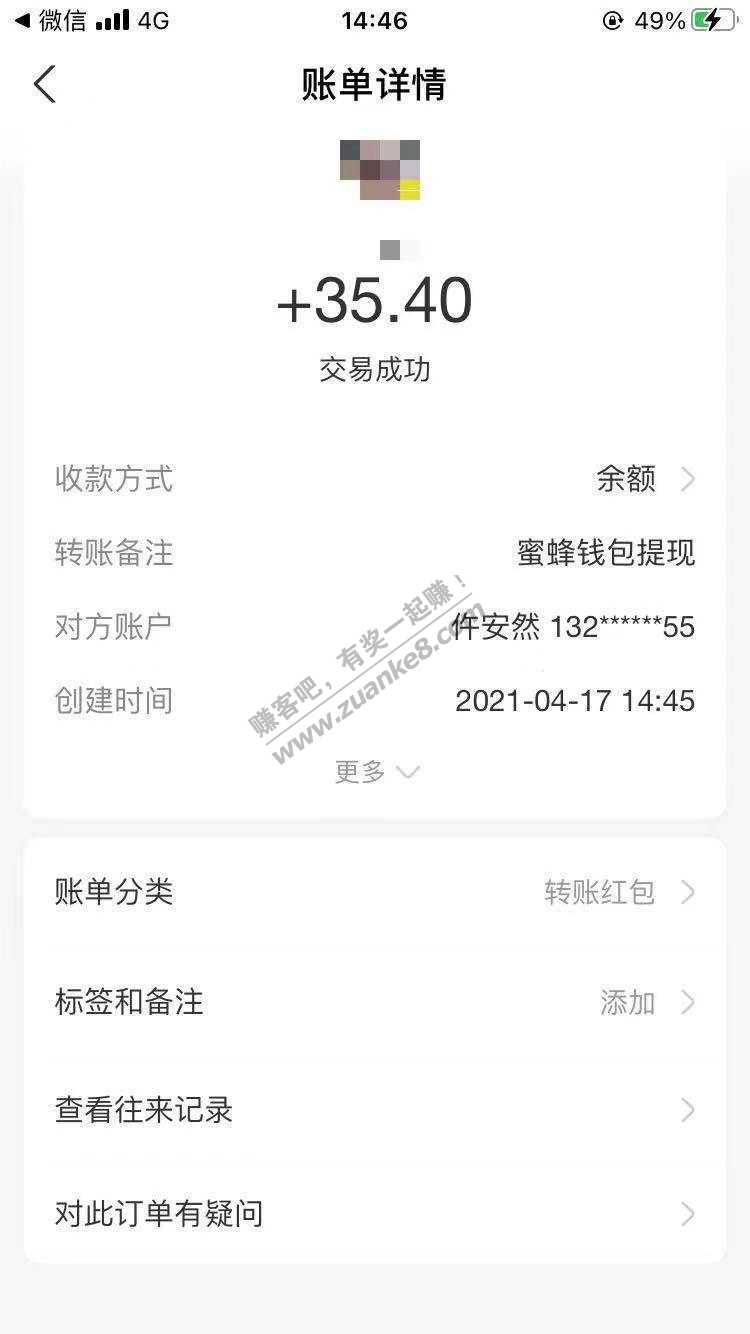 微信 4G 14:46 49%
账单详情
+35.40
交易成功
收款方式 余额
转账备注 蜜蜂钱包提现
对方账户 仵安然 132******55
创建时间 2021-04-17 14:45
更多
赚客吧，有奖一起赚！
www.zuanke8.com
账单分类 转账红包
标签和备注 添加
查看往来记录
对此订单有疑问